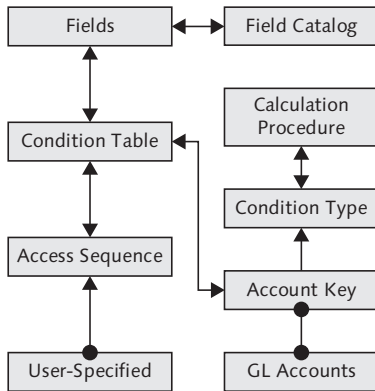 Fields
Field Catalog
Calculation
Procedure
Condition Table
Condition Type
Access Sequence
Account Key
User-Specified
GL Accounts